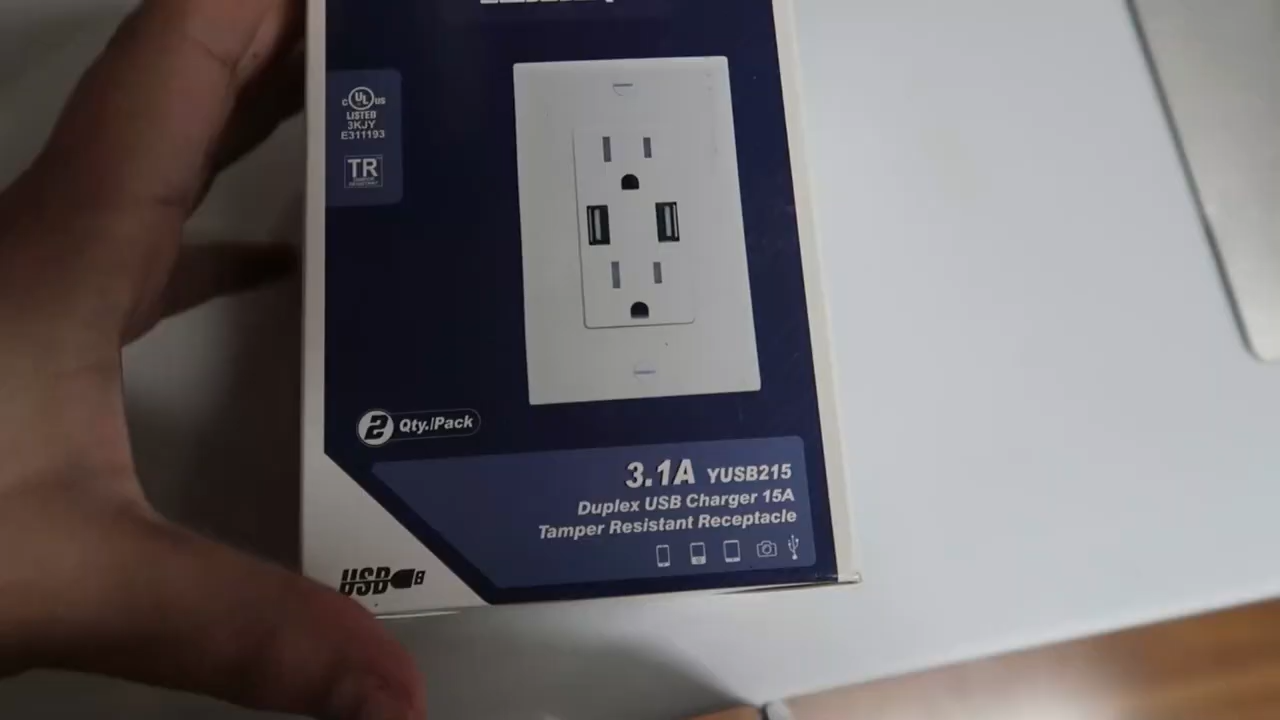 c UL us
LISTED
3KJY
E311193
TR
2 Qty./Pack
3.1A YUSB215
Duplex USB Charger 15A
Tamper Resistant Receptacle
USB